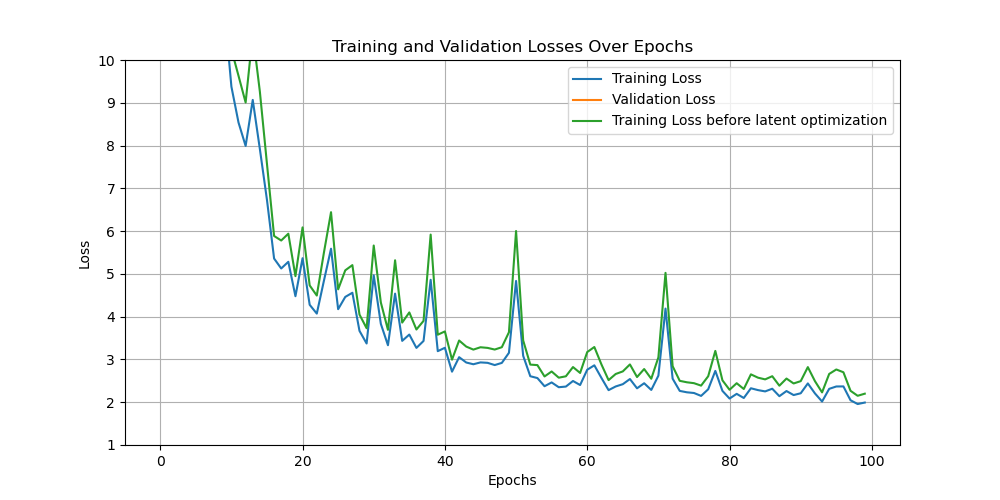 Training and Validation Losses Over Epochs
Training Loss
Validation Loss
Training Loss before latent optimization
Loss
10
9
8
7
6
5
4
3
2
1
0 20 40 60 80 100
Epochs